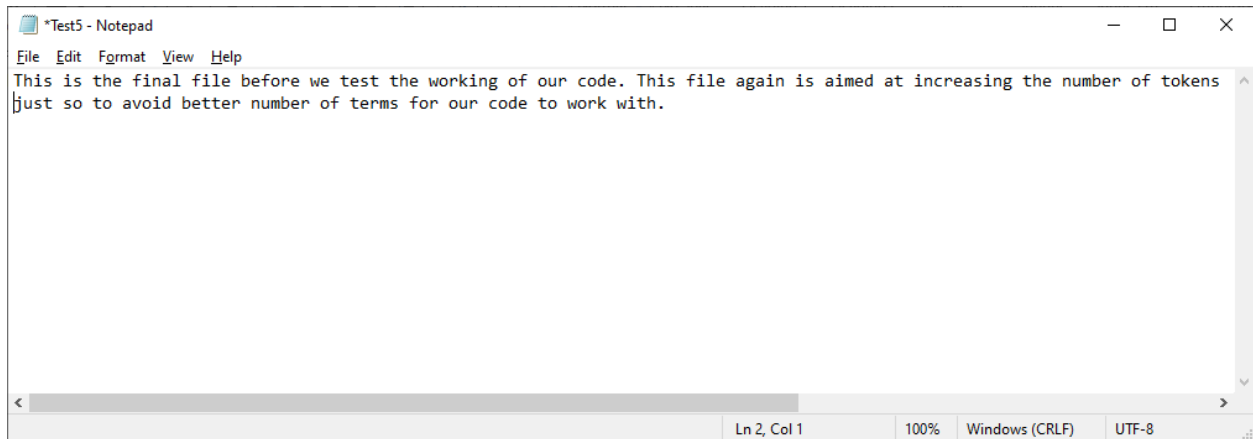 *Test5 - Notepad
File Edit Format View Help
This is the final file before we test the working of our code. This file again is aimed at increasing the number of tokens
just so to avoid better number of terms for our code to work with.
Ln 2, Col 1 100% Windows (CRLF) UTF-8